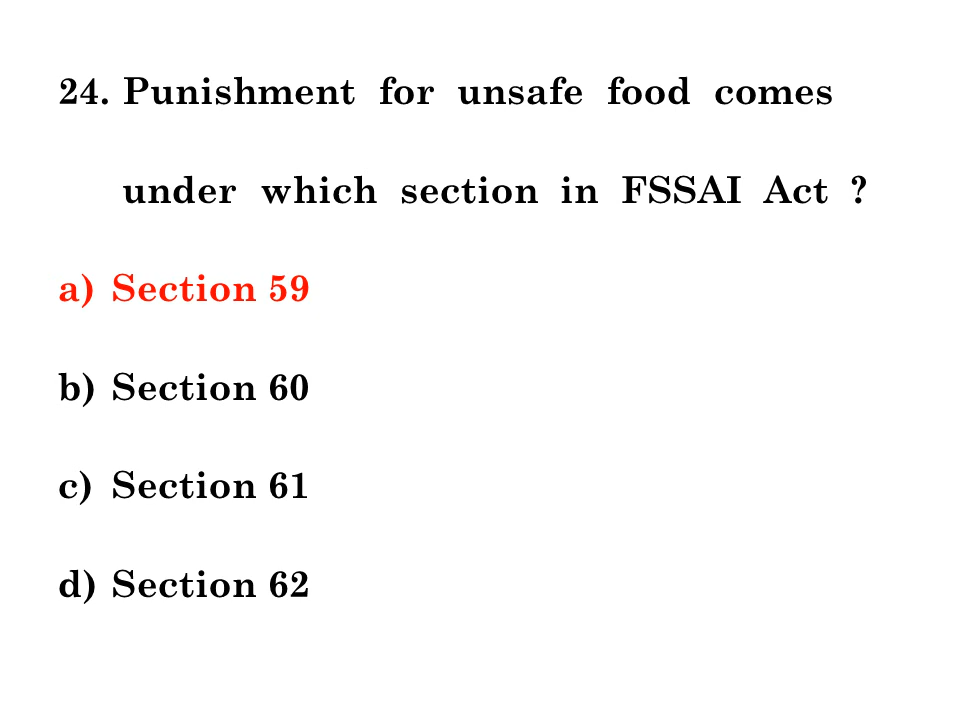 24. Punishment for unsafe food comes
under which section in FSSAI Act ?
a) Section 59
b) Section 60
c) Section 61
d) Section 62